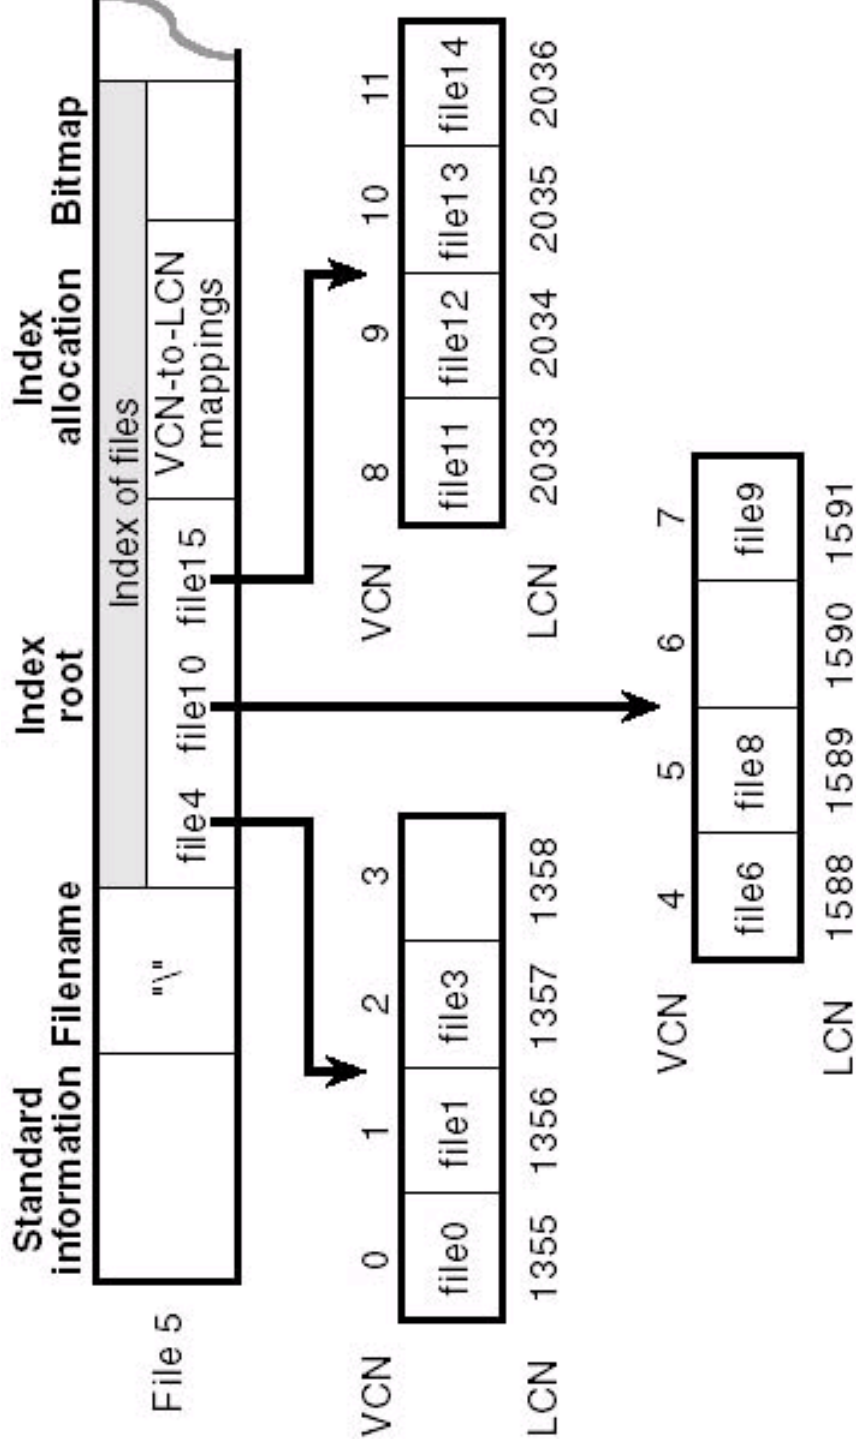 Standard
information
Filename
Index
root
Index
allocation
Bitmap
File 5
"\"
Index of files
file4
file10
file15
VCN-to-LCN
mappings
VCN
0 1 2 3
file0 file1 file3
LCN
1355 1356 1357 1358
VCN
8 9 10 11
file11 file12 file13 file14
LCN
2033 2034 2035 2036
VCN
4 5 6 7
file6 file8 file9
LCN
1588 1589 1590 1591